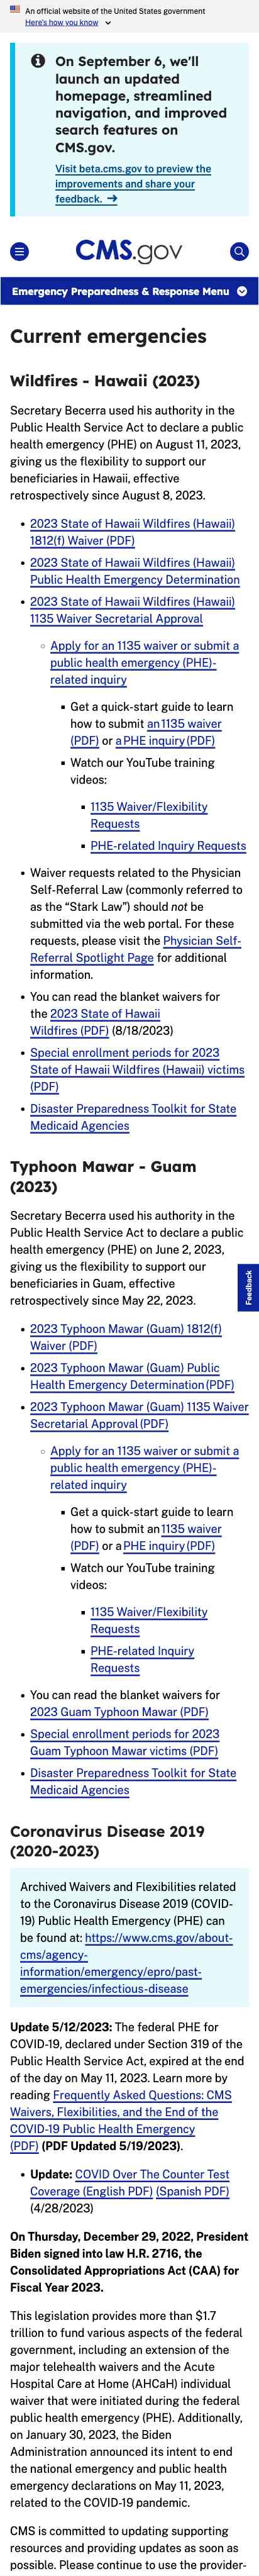 An official website of the United States government
Here's how you know
On September 6, we'll
launch an updated
homepage, streamlined
navigation, and improved
search features on
CMS.gov.
Visit beta.cms.gov to preview the
improvements and share your
feedback. →
CMS.gov
Emergency Preparedness & Response Menu
Current emergencies
Wildfires - Hawaii (2023)
Secretary Becerra used his authority in the
Public Health Service Act to declare a public
health emergency (PHE) on August 11, 2023,
giving us the flexibility to support our
beneficiaries in Hawaii, effective
retrospectively since August 8, 2023.
• 2023 State of Hawaii Wildfires (Hawaii)
1812(f) Waiver (PDF)
• 2023 State of Hawaii Wildfires (Hawaii)
Public Health Emergency Determination
• 2023 State of Hawaii Wildfires (Hawaii)
1135 Waiver Secretarial Approval
◦ Apply for an 1135 waiver or submit a
public health emergency (PHE)-
related inquiry
▪ Get a quick-start guide to learn
how to submit an 1135 waiver
(PDF) or a PHE inquiry (PDF)
▪ Watch our YouTube training
videos:
▪ 1135 Waiver/Flexibility
Requests
▪ PHE-related Inquiry Requests
• Waiver requests related to the Physician
Self-Referral Law (commonly referred to
as the “Stark Law”) should not be
submitted via the web portal. For these
requests, please visit the Physician Self-
Referral Spotlight Page for additional
information.
• You can read the blanket waivers for
the 2023 State of Hawaii
Wildfires (PDF) (8/18/2023)
• Special enrollment periods for 2023
State of Hawaii Wildfires (Hawaii) victims
(PDF)
• Disaster Preparedness Toolkit for State
Medicaid Agencies
Typhoon Mawar - Guam
(2023)
Secretary Becerra used his authority in the
Public Health Service Act to declare a public
health emergency (PHE) on June 2, 2023,
giving us the flexibility to support our
beneficiaries in Guam, effective
retrospectively since May 22, 2023.
Feedback
• 2023 Typhoon Mawar (Guam) 1812(f)
Waiver (PDF)
• 2023 Typhoon Mawar (Guam) Public
Health Emergency Determination (PDF)
• 2023 Typhoon Mawar (Guam) 1135 Waiver
Secretarial Approval (PDF)
◦ Apply for an 1135 waiver or submit a
public health emergency (PHE)-
related inquiry
▪ Get a quick-start guide to learn
how to submit an 1135 waiver
(PDF) or a PHE inquiry (PDF)
▪ Watch our YouTube training
videos:
▪ 1135 Waiver/Flexibility
Requests
▪ PHE-related Inquiry
Requests
• You can read the blanket waivers for
2023 Guam Typhoon Mawar (PDF)
• Special enrollment periods for 2023
Guam Typhoon Mawar victims (PDF)
• Disaster Preparedness Toolkit for State
Medicaid Agencies
Coronavirus Disease 2019
(2020-2023)
Archived Waivers and Flexibilities related
to the Coronavirus Disease 2019 (COVID-
19) Public Health Emergency (PHE) can
be found at: https://www.cms.gov/about-
cms/agency-
information/emergency/epro/past-
emergencies/infectious-disease
Update 5/12/2023: The federal PHE for
COVID-19, declared under Section 319 of the
Public Health Service Act, expired at the end
of the day on May 11, 2023. Learn more by
reading Frequently Asked Questions: CMS
Waivers, Flexibilities, and the End of the
COVID-19 Public Health Emergency
(PDF) (PDF Updated 5/19/2023).
• Update: COVID Over The Counter Test
Coverage (English PDF) (Spanish PDF)
(4/28/2023)
On Thursday, December 29, 2022, President
Biden signed into law H.R. 2716, the
Consolidated Appropriations Act (CAA) for
Fiscal Year 2023.
This legislation provides more than $1.7
trillion to fund various aspects of the federal
government, including an extension of the
major telehealth waivers and the Acute
Hospital Care at Home (AHCaH) individual
waiver that were initiated during the federal
public health emergency (PHE). Additionally,
on January 30, 2023, the Biden
Administration announced its intent to end
the national emergency and public health
emergency declarations on May 11, 2023,
related to the COVID-19 pandemic.
CMS is committed to updating supporting
resources and providing updates as soon as
possible. Please continue to use the provider-